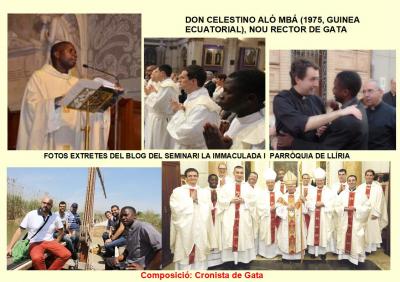 DON CELESTINO ALÓ MBÁ (1975, GUINEA
ECUATORIAL), NOU RECTOR DE GATA
FOTOS EXTRETES DEL BLOG DEL SEMINARI LA IMMACULADA I PARRÒQUIA DE LLÍRIA
Composició: Cronista de Gata